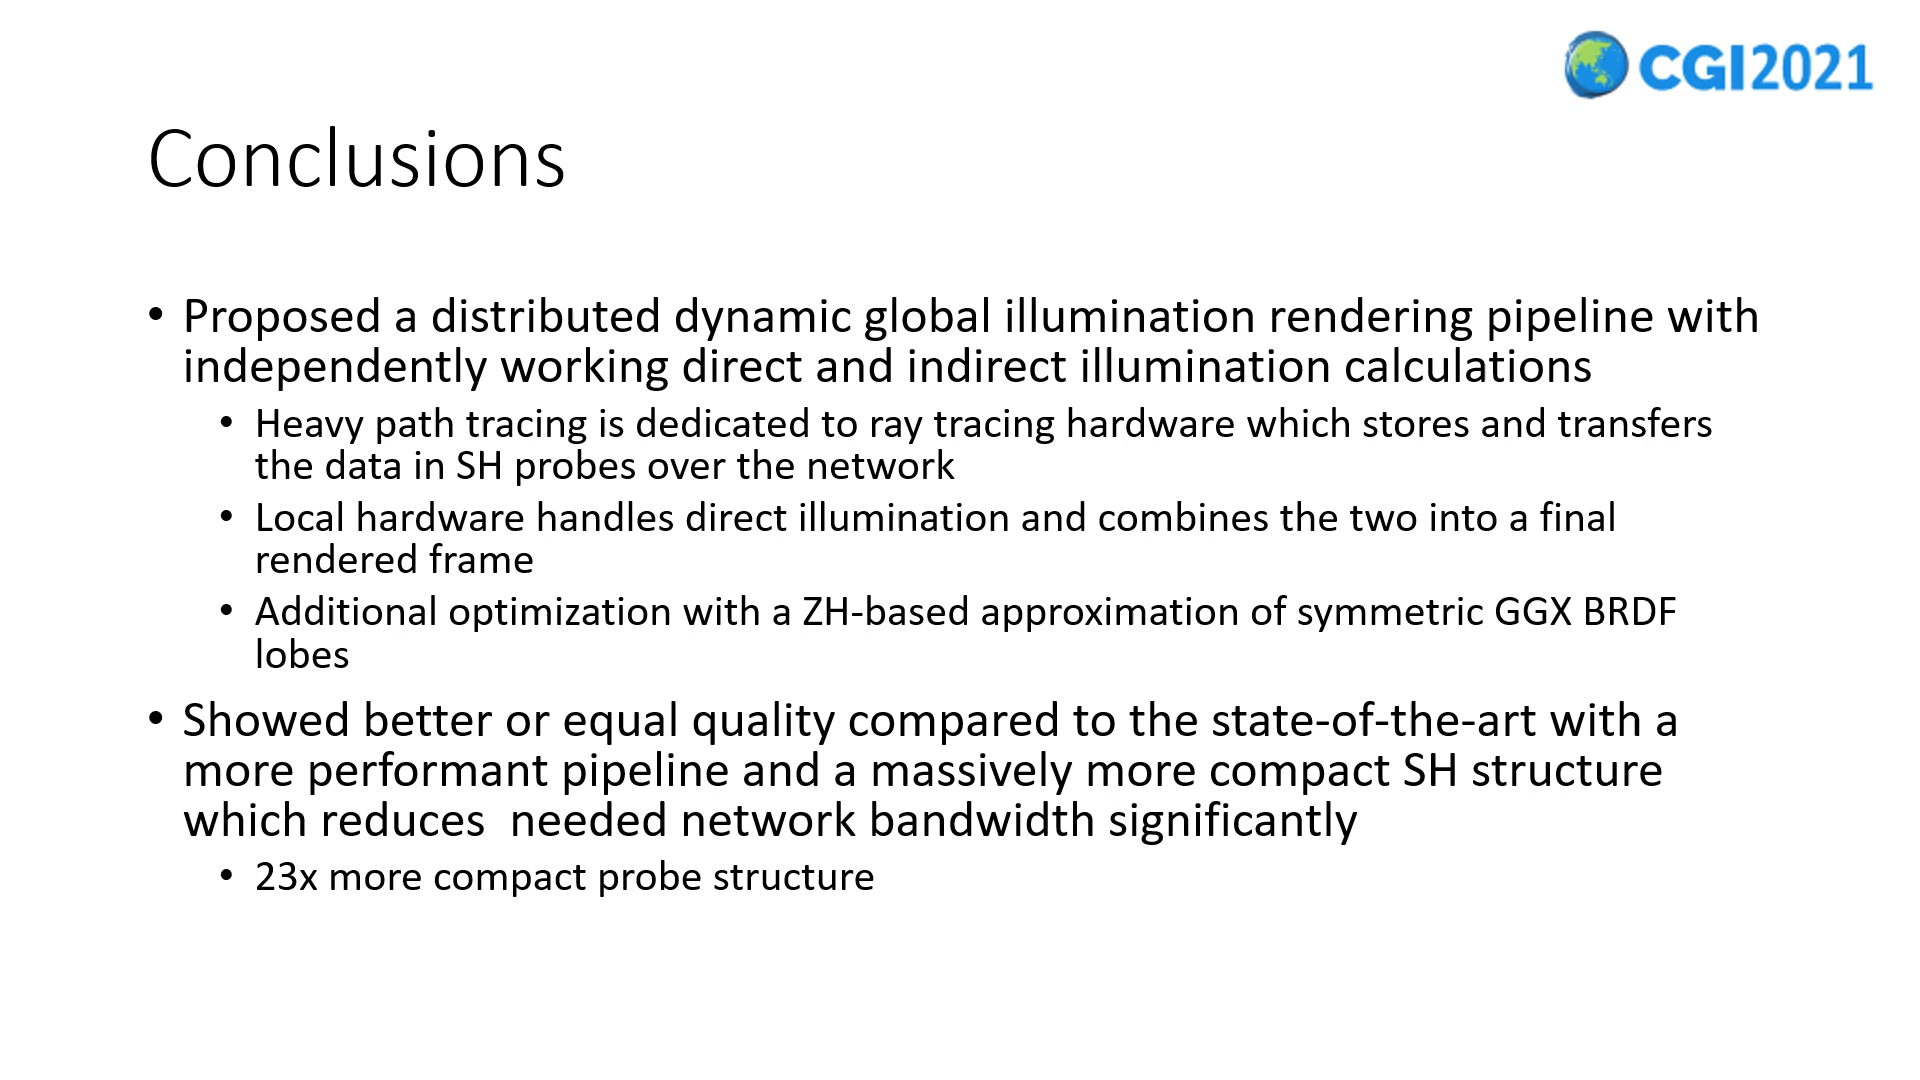 CGI2021
Conclusions
• Proposed a distributed dynamic global illumination rendering pipeline with
independently working direct and indirect illumination calculations
• Heavy path tracing is dedicated to ray tracing hardware which stores and transfers
the data in SH probes over the network
• Local hardware handles direct illumination and combines the two into a final
rendered frame
• Additional optimization with a ZH-based approximation of symmetric GGX BRDF
lobes
• Showed better or equal quality compared to the state-of-the-art with a
more performant pipeline and a massively more compact SH structure
which reduces  needed network bandwidth significantly
• 23x more compact probe structure